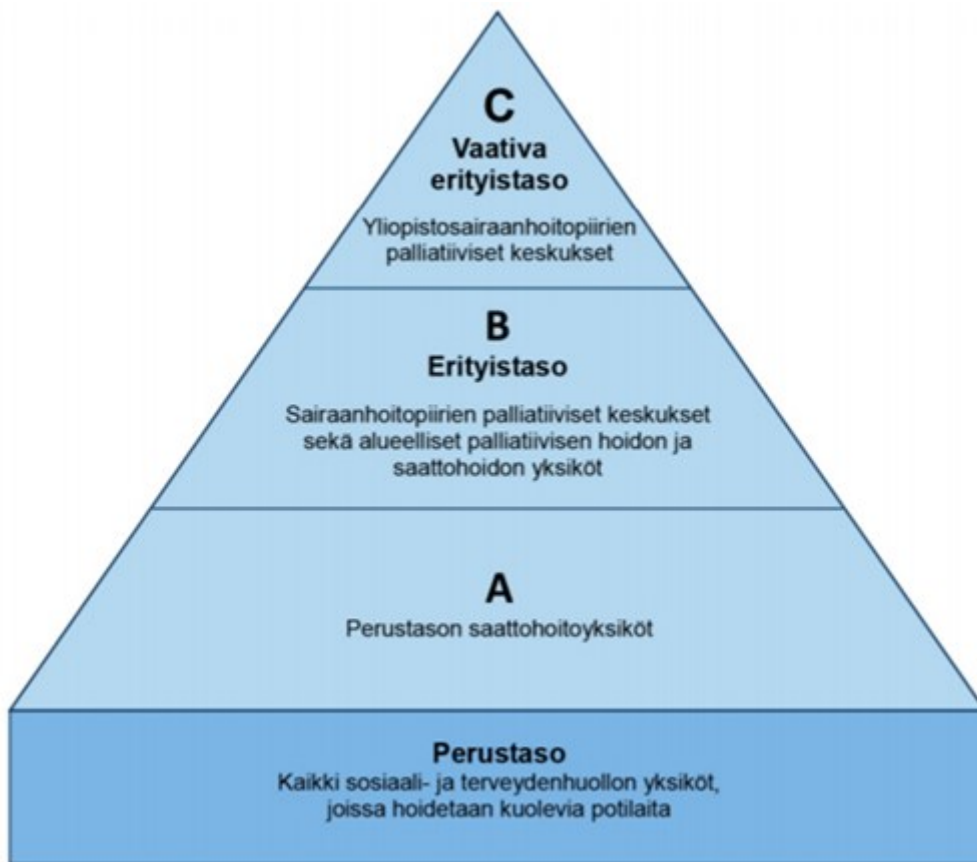 C
Vaativa
erityistaso
Yliopistosairaanhoitopiirien
palliatiiviset keskukset
B
Erityistaso
Sairaanhoitopiirien palliatiiviset keskukset
sekä alueelliset palliatiivisen hoidon ja
saattohoidon yksiköt
A
Perustason saattohoitoyksiköt
Perustaso
Kaikki sosiaali- ja terveydenhuollon yksiköt,
joissa hoidetaan kuolevia potilaita